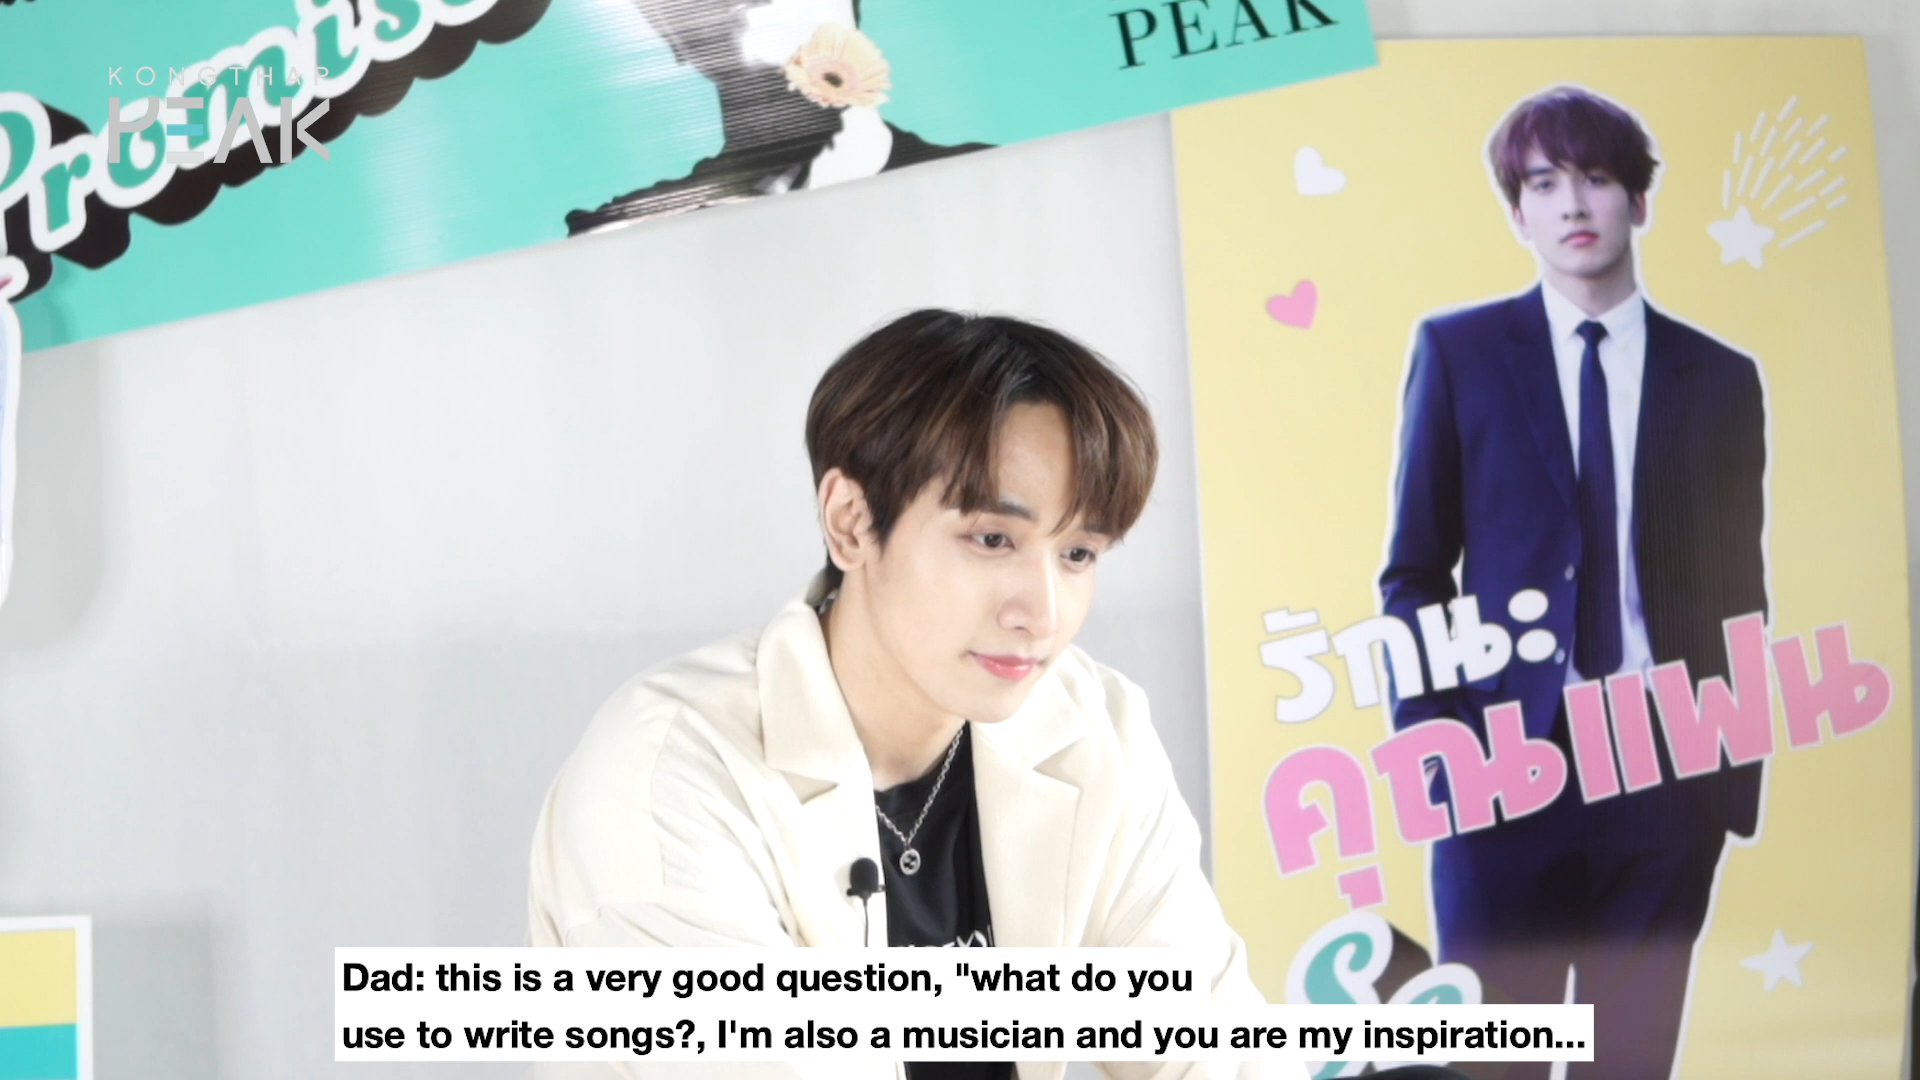 Promise
PEAK
KONGTHAP
PEAK
รักนะ
คุณแฟน
Dad: this is a very good question, "what do you
use to write songs?, I'm also a musician and you are my inspiration...